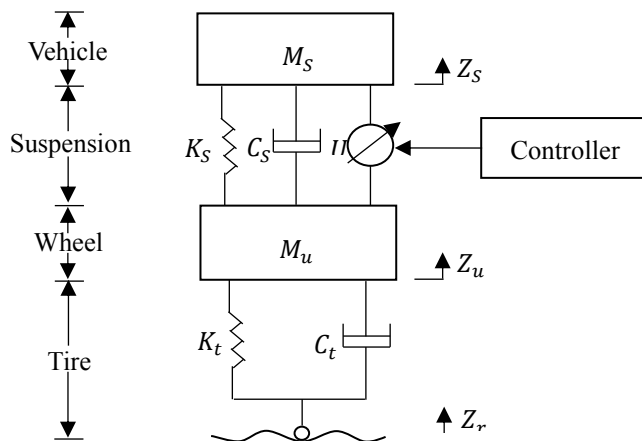 Vehicle
M_S
Z_S
Suspension
K_S
C_S
Controller
Wheel
M_u
Z_u
Tire
K_t
C_t
Z_r